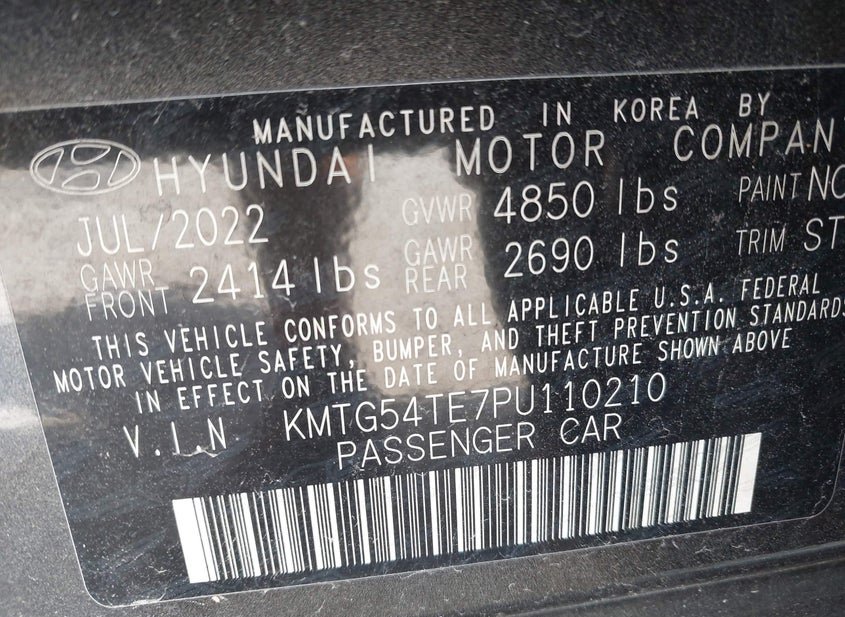 MANUFACTURED IN KOREA BY
HYUNDAI MOTOR COMPAN
JUL/2022 GVWR 4850 lbs PAINT NO
GAWR FRONT 2414 lbs GAWR REAR 2690 lbs TRIM ST
THIS VEHICLE CONFORMS TO ALL APPLICABLE U.S.A. FEDERAL
MOTOR VEHICLE SAFETY, BUMPER, AND THEFT PREVENTION STANDARDS
IN EFFECT ON THE DATE OF MANUFACTURE SHOWN ABOVE
V.I.N KMTG54TE7PU110210
PASSENGER CAR